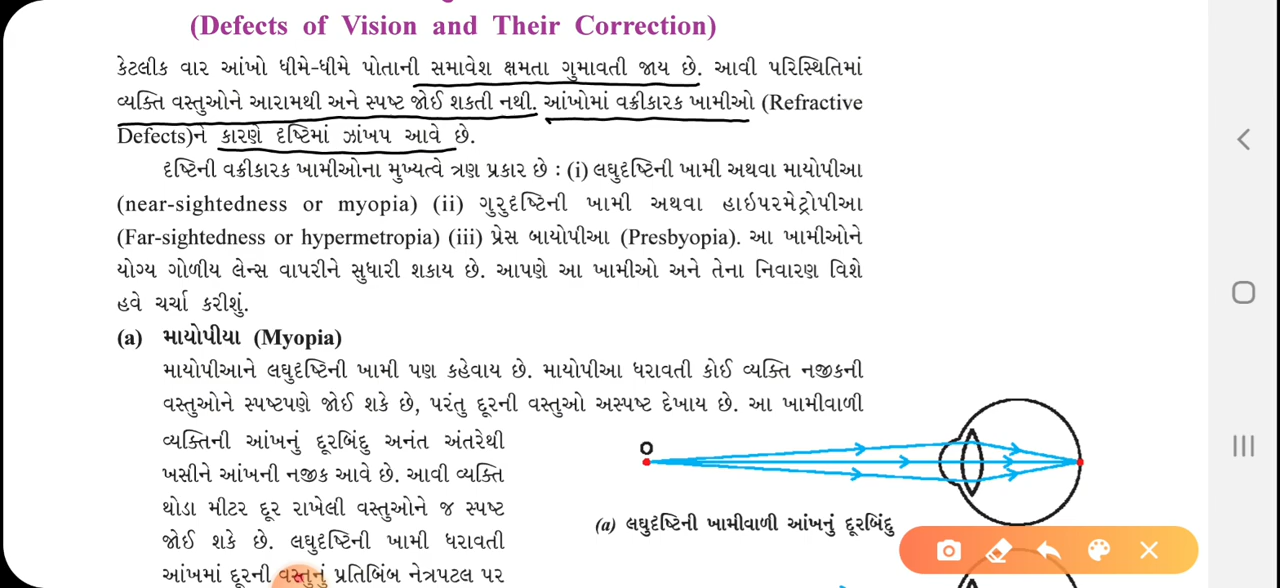 (Defects of Vision and Their Correction)
કેટલીક વાર આંખો ધીમે-ધીમે પોતાની સમાવેશ ક્ષમતા ગુમાવતી જાય છે. આવી પરિસ્થિતિમાં
વ્યક્તિ વસ્તુઓને આરામથી અને સ્પષ્ટ જોઈ શકતી નથી. આંખોમાં વક્રીકારક ખામીઓ (Refractive
Defects)ને કારણે દૃષ્ટિમાં ઝાંખપ આવે છે.
દૃષ્ટિની વક્રીકારક ખામીઓના મુખ્યત્વે ત્રણ પ્રકાર છે : (i) લઘુદૃષ્ટિની ખામી અથવા માયોપીઆ
(near-sightedness or myopia) (ii) ગુરુદૃષ્ટિની ખામી અથવા હાઇપરમેટ્રોપીઆ
(Far-sightedness or hypermetropia) (iii) પ્રેસ બાયોપીઆ (Presbyopia). આ ખામીઓને
યોગ્ય ગોળીય લેન્સ વાપરીને સુધારી શકાય છે. આપણે આ ખામીઓ અને તેના નિવારણ વિશે
હવે ચર્ચા કરીશું.
(a) માયોપીયા (Myopia)
માયોપીઆને લઘુદૃષ્ટિની ખામી પણ કહેવાય છે. માયોપીઆ ધરાવતી કોઈ વ્યક્તિ નજીકની
વસ્તુઓને સ્પષ્ટપણે જોઈ શકે છે, પરંતુ દૂરની વસ્તુઓ અસ્પષ્ટ દેખાય છે. આ ખામીવાળી
વ્યક્તિની આંખનું દૂરબિંદુ અનંત અંતરેથી
ખસીને આંખની નજીક આવે છે. આવી વ્યક્તિ
થોડા મીટર દૂર રાખેલી વસ્તુઓને જ સ્પષ્ટ
જોઈ શકે છે. લઘુદૃષ્ટિની ખામી ધરાવતી
આંખમાં દૂરની વસ્તુનું પ્રતિબિંબ નેત્રપટલ પર
O
(a) લઘુદૃષ્ટિની ખામીવાળી આંખનું દૂરબિંદુ